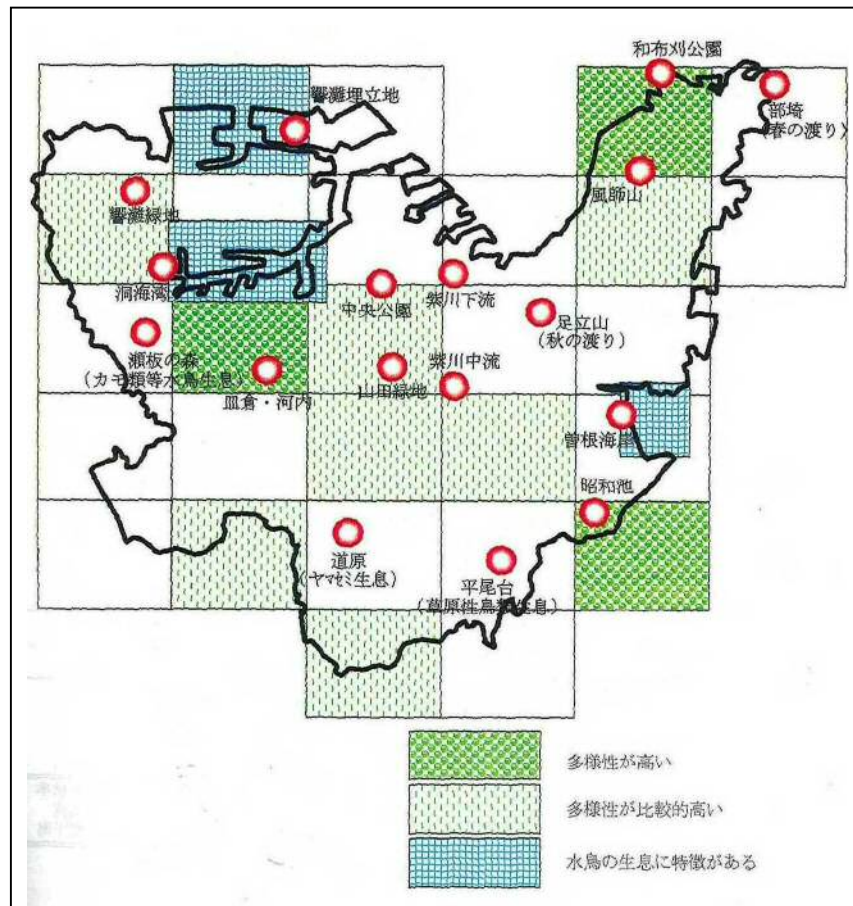 和布刈公園
響灘埋立地
部埼
(春の渡り)
風師山
響灘緑地
洞海湾
中央公園
紫川下流
足立山
(秋の渡り)
瀬板の森
(カモ類等水鳥生息)
皿倉・河内
山田緑地
紫川中流
曽根海岸
昭和池
道原
(ヤマセミ生息)
平尾台
(草原性鳥類生息)
多様性が高い
多様性が比較的高い
水鳥の生息に特徴がある